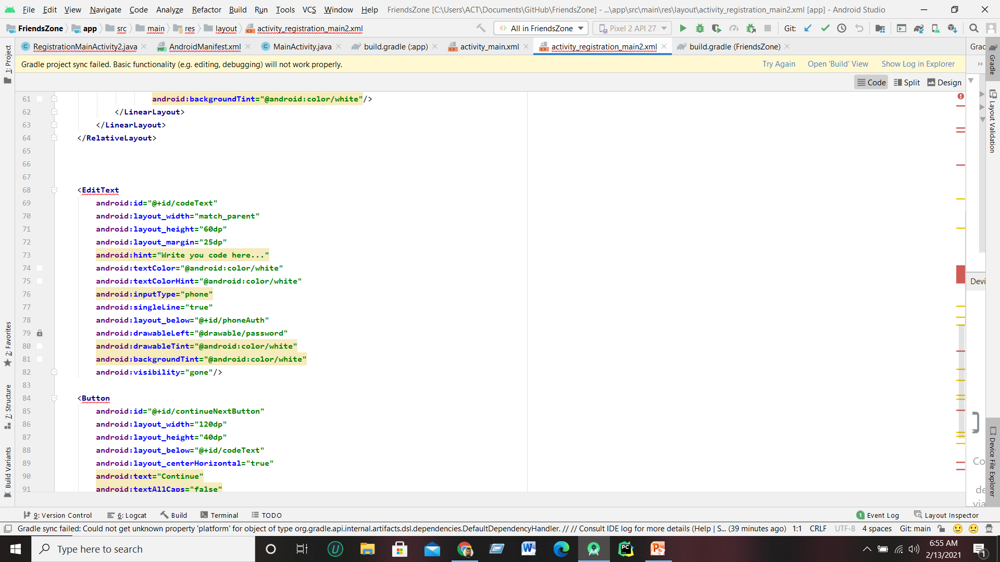 File Edit View Navigate Code Analyze Refactor Build Run Tools VCS Window Help FriendsZone [C:\Users\ACT\Documents\GitHub\FriendsZone] - ...\app\src\main\res\layout\activity_registration_main2.xml [app] - Android Studio
FriendsZone app src main res layout activity_registration_main2.xml All in FriendsZone Pixel 2 API 27 Git:
RegistrationMainActivity2.java AndroidManifest.xml MainActivity.java build.gradle (:app) activity_main.xml activity_registration_main2.xml build.gradle (FriendsZone) Grac
Gradle project sync failed. Basic functionality (e.g. editing, debugging) will not work properly. Try Again Open 'Build' View Show Log in Explorer
Code Split Design
61 android:backgroundTint="@android:color/white"/>
62 </LinearLayout>
63 </LinearLayout>
64 </RelativeLayout>
65
66
67
68 <EditText
69 android:id="@+id/codeText"
70 android:layout_width="match_parent"
71 android:layout_height="60dp"
72 android:layout_margin="25dp"
73 android:hint="Write you code here..."
74 android:textColor="@android:color/white"
75 android:textColorHint="@android:color/white"
76 android:inputType="phone"
77 android:singleLine="true"
78 android:layout_below="@+id/phoneAuth"
79 android:drawableLeft="@drawable/password"
80 android:drawableTint="@android:color/white"
81 android:backgroundTint="@android:color/white"
82 android:visibility="gone"/>
83
84 <Button
85 android:id="@+id/continueNextButton"
86 android:layout_width="120dp"
87 android:layout_height="40dp"
88 android:layout_below="@+id/codeText"
89 android:layout_centerHorizontal="true"
90 android:text="Continue"
91 android:textAllCaps="false"
1: Project
2: Favorites
7: Structure
Build Variants
Gradle
Layout Validation
Devi
Co
de
via
Device File Explorer
9: Version Control 6: Logcat Build Terminal TODO 1 Event Log Layout Inspector
Gradle sync failed: Could not get unknown property 'platform' for object of type org.gradle.api.internal.artifacts.dsl.dependencies.DefaultDependencyHandler. // // Consult IDE log for more details (Help | S... (39 minutes ago) 1:1 CRLF UTF-8 4 spaces Git: main
Type here to search
6:55 AM
2/13/2021
1